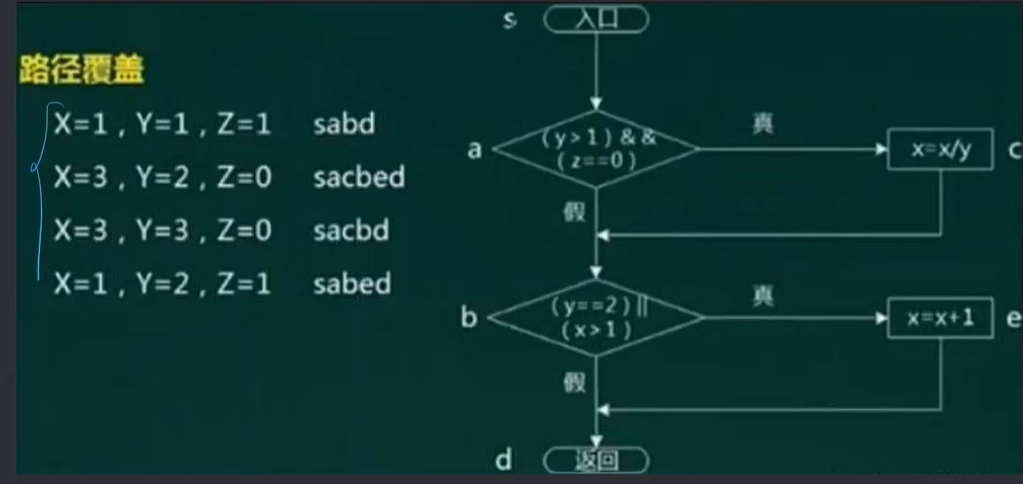 路径覆盖
X=1 , Y=1 , Z=1 sabd
X=3 , Y=2 , Z=0 sacbed
X=3 , Y=3 , Z=0 sacbd
X=1 , Y=2 , Z=1 sabed
s
入口
a
(y>1)&&
(z==0)
真
x=x/y
c
假
b
(y==2)||
(x>1)
真
x=x+1
e
假
d
返回